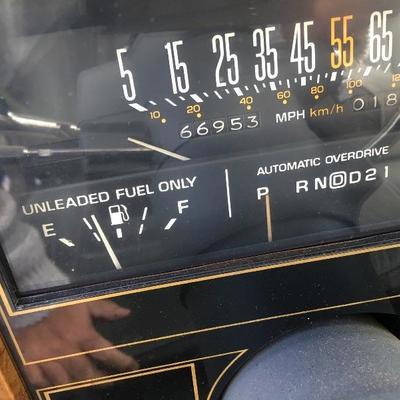 5 15 25 35 45 55 65
10 20 40 60 80 100 12
66953 MPH km/h 018
AUTOMATIC OVERDRIVE
UNLEADED FUEL ONLY
P R N D D 2 1
E F